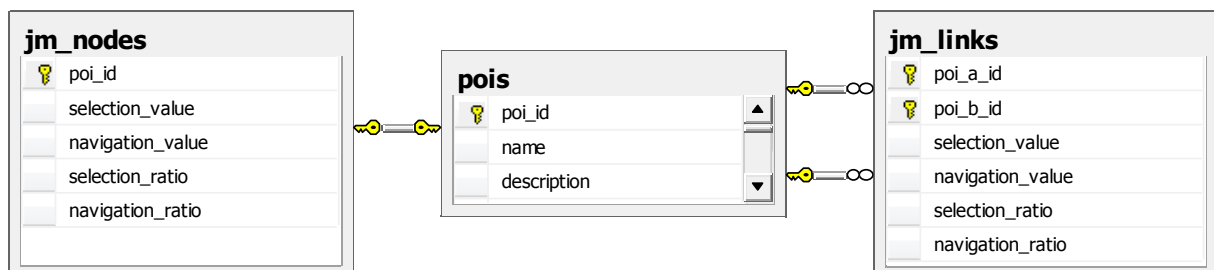 jm_nodes
poi_id
selection_value
navigation_value
selection_ratio
navigation_ratio
pois
poi_id
name
description
jm_links
poi_a_id
poi_b_id
selection_value
navigation_value
selection_ratio
navigation_ratio